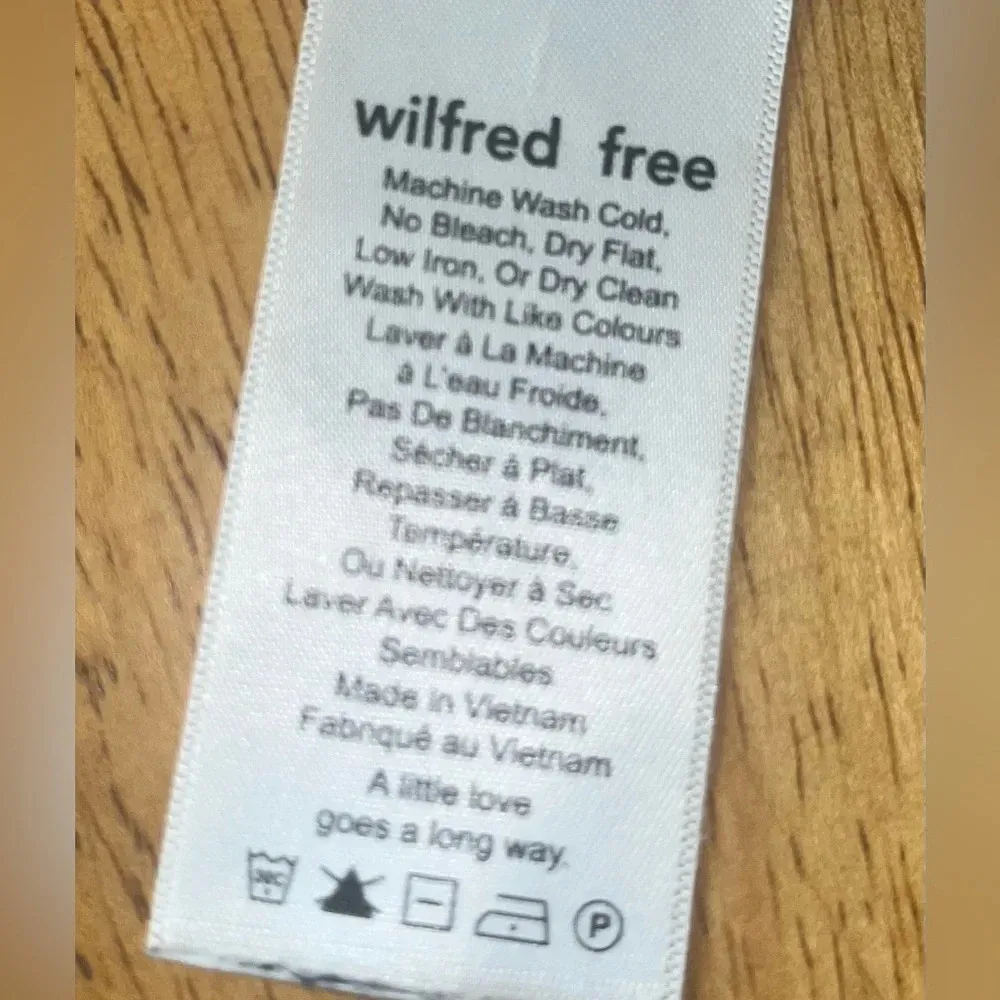 wilfred free
Machine Wash Cold,
No Bleach, Dry Flat,
Low Iron, Or Dry Clean
Wash With Like Colours
Laver à La Machine
à L'eau Froide,
Pas De Blanchiment,
Sécher à Plat,
Repasser à Basse
Température,
Ou Nettoyer à Sec
Laver Avec Des Couleurs
Semblables
Made in Vietnam
Fabriqué au Vietnam
A little love
goes a long way.
30C
P